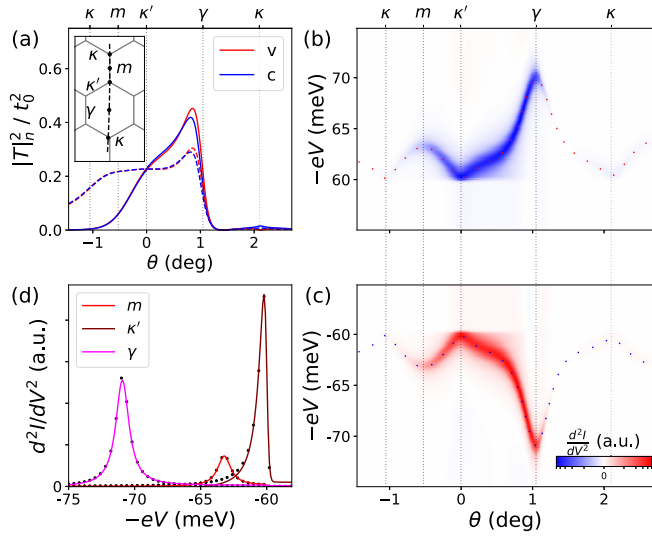 κ m κ′ γ κ
(a)
0.6
0.4
0.2
0.0
|T|²ₙ / t₀²
κ
m
κ′
γ
κ
v
c
−1 0 1 2
θ (deg)
κ m κ′ γ κ
(b)
70
65
60
−eV (meV)
(d)
m
κ′
γ
d²I/dV² (a.u.)
−75 −70 −65 −60
−eV (meV)
(c)
-60
-65
-70
−eV (meV)
d²I/dV² (a.u.)
0
−1 0 1 2
θ (deg)